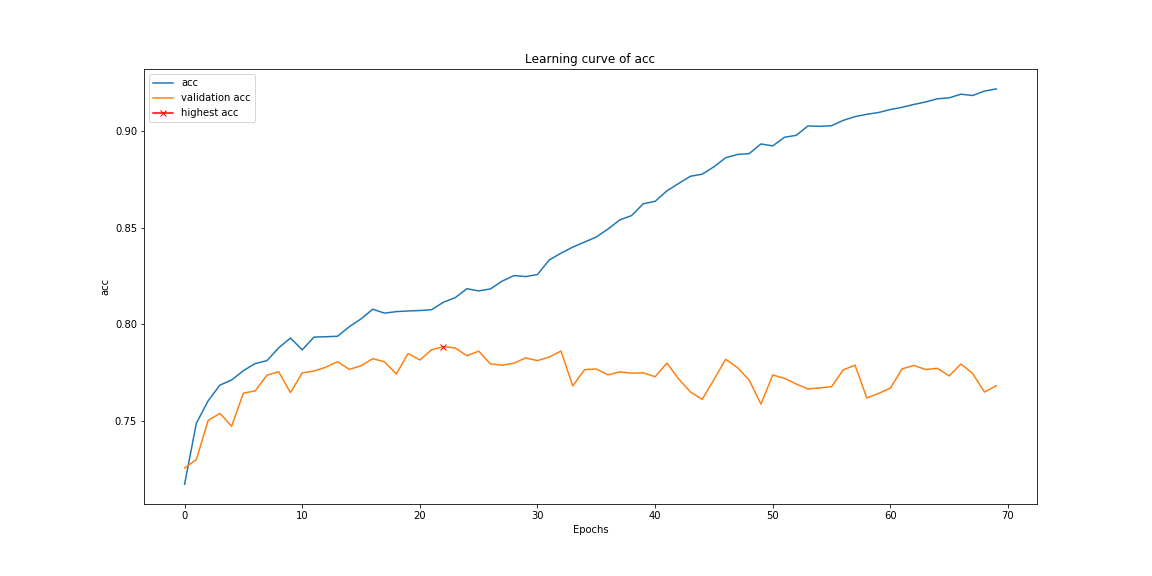 Learning curve of acc
acc
validation acc
highest acc
0.90
0.85
0.80
0.75
acc
0 10 20 30 40 50 60 70
Epochs